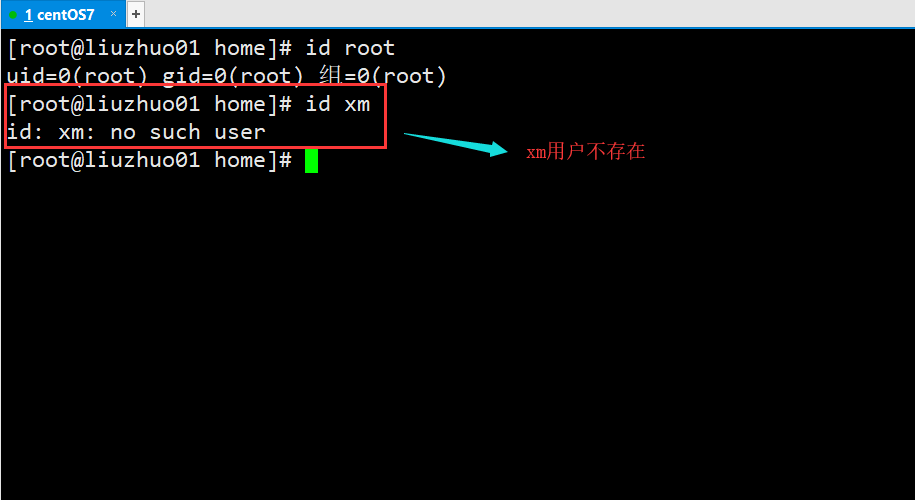 1 centOS7 × +
[root@liuzhuo01 home]# id root
uid=0(root) gid=0(root) 组=0(root)
[root@liuzhuo01 home]# id xm
id: xm: no such user
[root@liuzhuo01 home]#
xm用户不存在